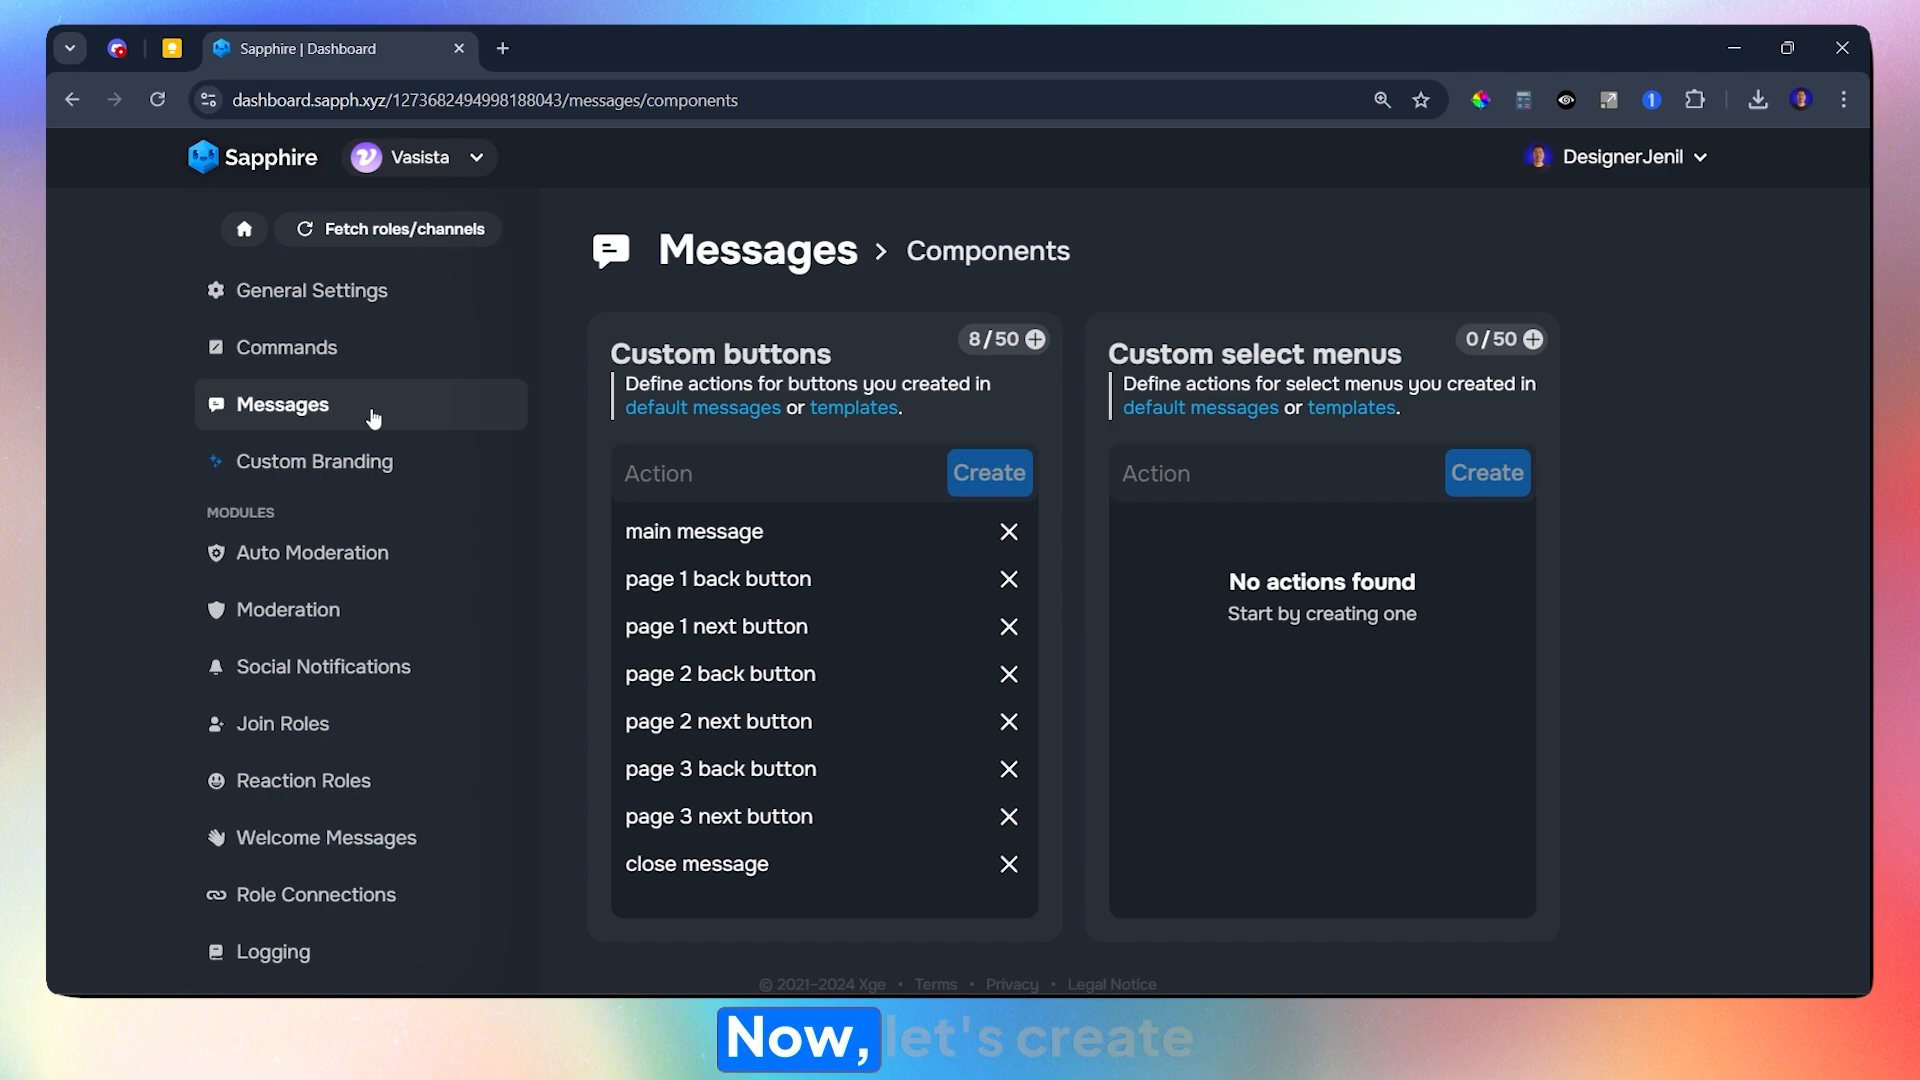 Sapphire | Dashboard
dashboard.sapph.xyz/1273682494998188043/messages/components
Sapphire
Vasista
DesignerJenil
Fetch roles/channels
General Settings
Commands
Messages
Custom Branding
MODULES
Auto Moderation
Moderation
Social Notifications
Join Roles
Reaction Roles
Welcome Messages
Role Connections
Logging
Messages > Components
Custom buttons
8/50
Define actions for buttons you created in
default messages or templates.
Action
Create
main message
page 1 back button
page 1 next button
page 2 back button
page 2 next button
page 3 back button
page 3 next button
close message
Custom select menus
0/50
Define actions for select menus you created in
default messages or templates.
Action
Create
No actions found
Start by creating one
© 2021–2024 Xge • Terms • Privacy • Legal Notice
Now, let's create